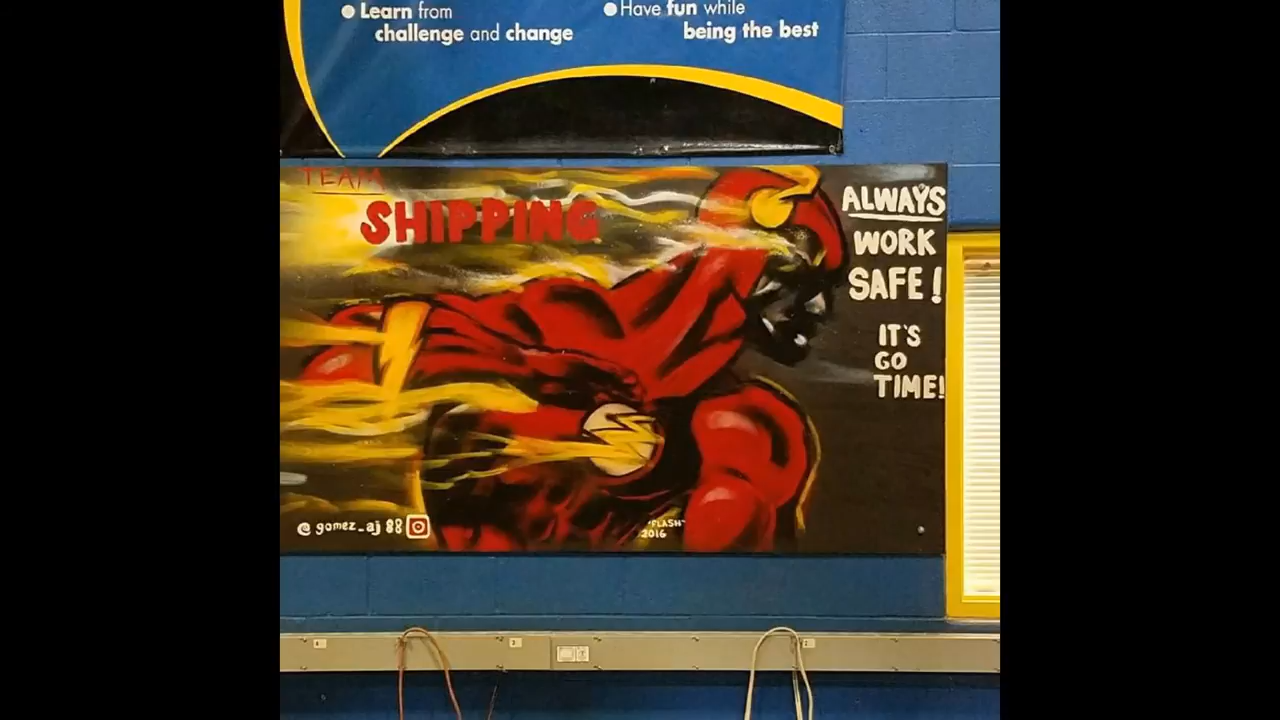 Learn from
challenge and change
Have fun while
being the best
TEAM
SHIPPING
ALWAYS
WORK
SAFE!
IT'S
GO
TIME!
@gomez_aj88
"FLASH"
2016